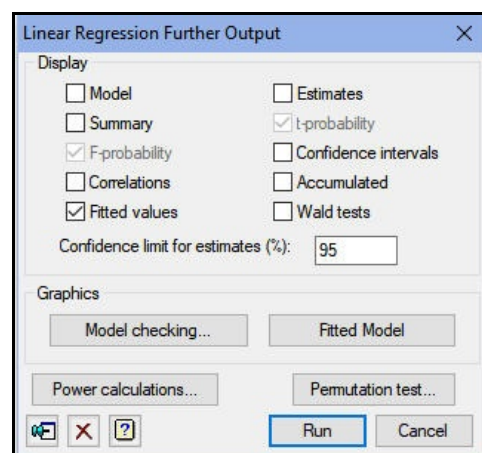 Linear Regression Further Output
Display
Model
Estimates
Summary
t-probability
F-probability
Confidence intervals
Correlations
Accumulated
Fitted values
Wald tests
Confidence limit for estimates (%): 95
Graphics
Model checking...
Fitted Model
Power calculations...
Permutation test...
Run
Cancel